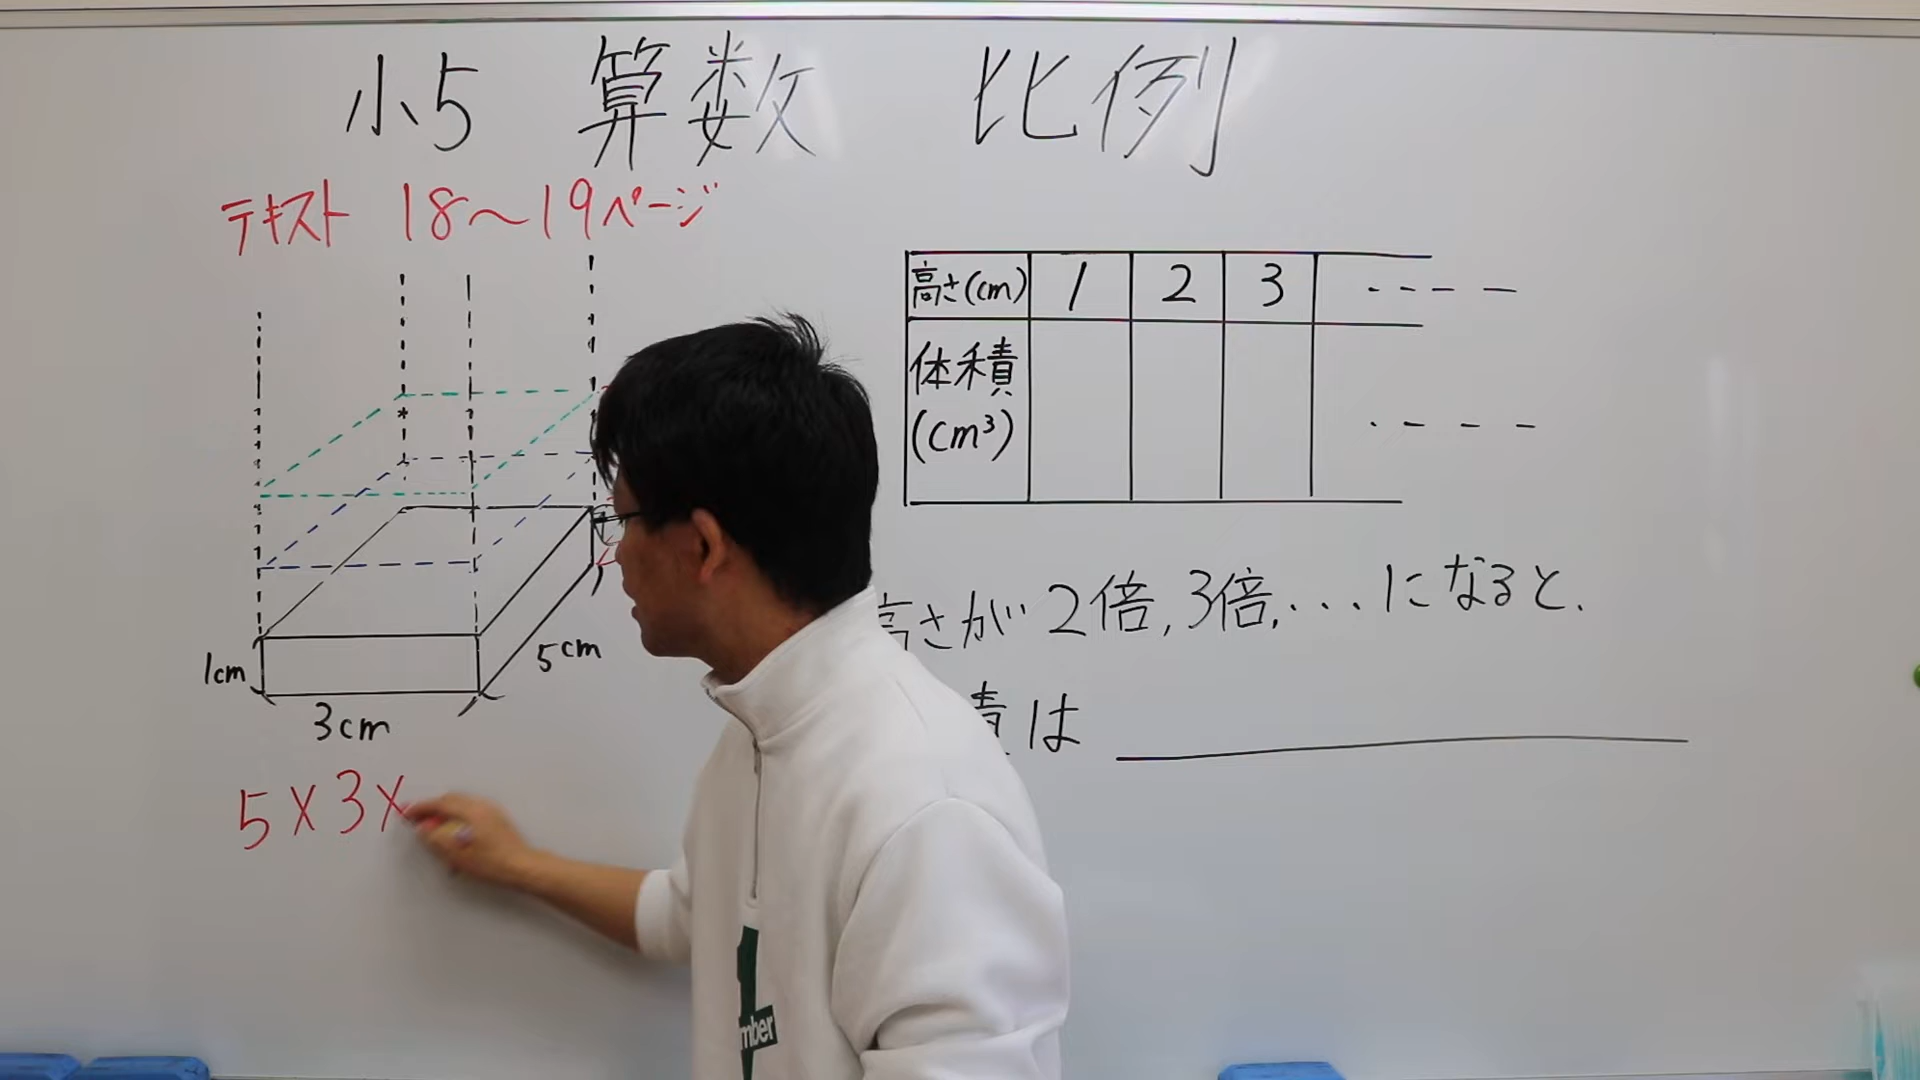 小5 算数 比例
テキスト 18〜19ページ
高さ(cm) 1 2 3
体積
(cm³)
1cm
3cm
5cm
5×3×
高さが2倍,3倍,...になると.
積は
mber